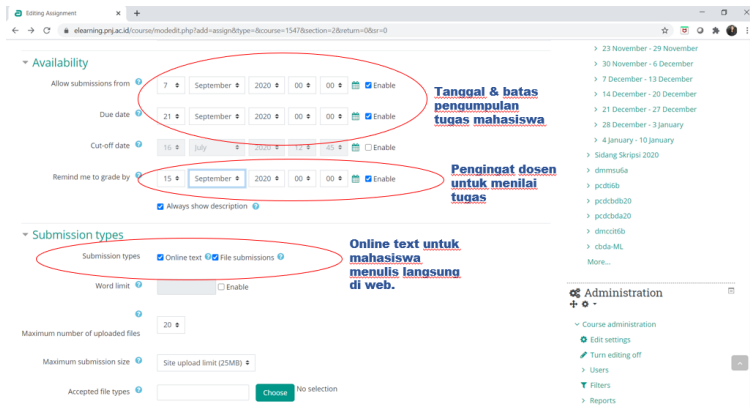 Editing Assignment
elearning.pnj.ac.id/course/modedit.php?add=assign&type=&course=1547&section=2&return=0&sr=0
Availability
Allow submissions from 7 September 2020 00 00 Enable
Due date 21 September 2020 00 00 Enable
Cut-off date 16 July 2020 12 45 Enable
Remind me to grade by 15 September 2020 00 00 Enable
Always show description
Tanggal & batas
pengumpulan
tugas mahasiswa
Pengingat dosen
untuk menilai
tugas
Submission types
Submission types Online text File submissions
Online text untuk
mahasiswa
menulis langsung
di web.
Word limit Enable
Maximum number of uploaded files 20
Maximum submission size Site upload limit (25MB)
Accepted file types Choose No selection
23 November - 29 November
30 November - 6 December
7 December - 13 December
14 December - 20 December
21 December - 27 December
28 December - 3 January
4 January - 10 January
Sidang Skripsi 2020
dmmsu6a
pcdti6b
pcdcbdb20
pcdcbda20
dmccit6b
cbda-ML
More...
Administration
Course administration
Edit settings
Turn editing off
Users
Filters
Reports